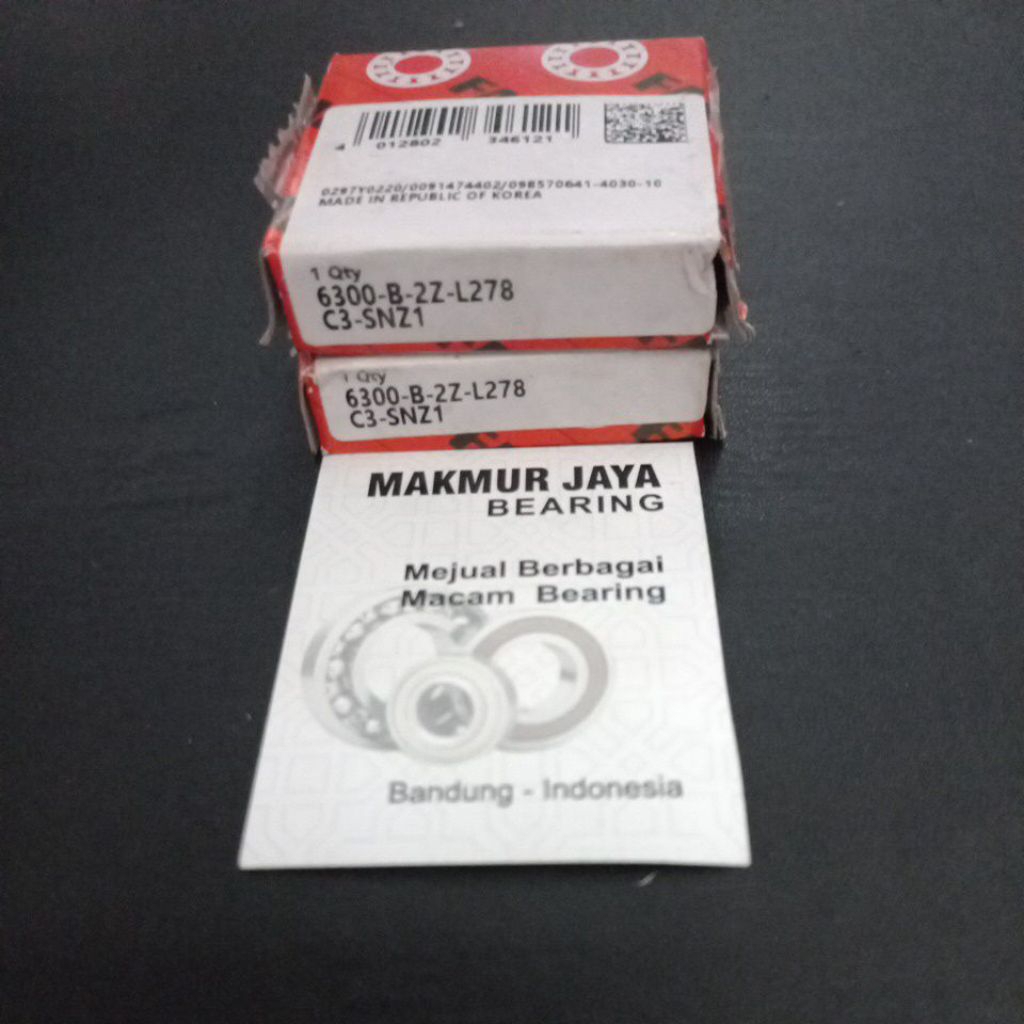 4 012802 346121
0297Y0220/0091474402/098570641-4030-10
MADE IN REPUBLIC OF KOREA
1 Qty
6300-B-2Z-L278
C3-SNZ1
1 Qty
6300-B-2Z-L278
C3-SNZ1
MAKMUR JAYA
BEARING
Mejual Berbagai
Macam Bearing
Bandung - Indonesia